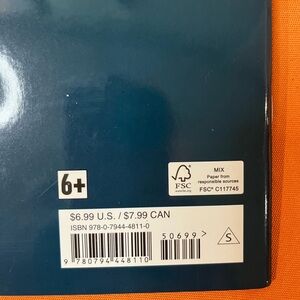 6+
FSC
www.fsc.org
MIX
Paper from
responsible sources
FSC® C117745
$6.99 U.S. / $7.99 CAN
ISBN 978-0-7944-4811-0
50699>
S
9 780794 448110